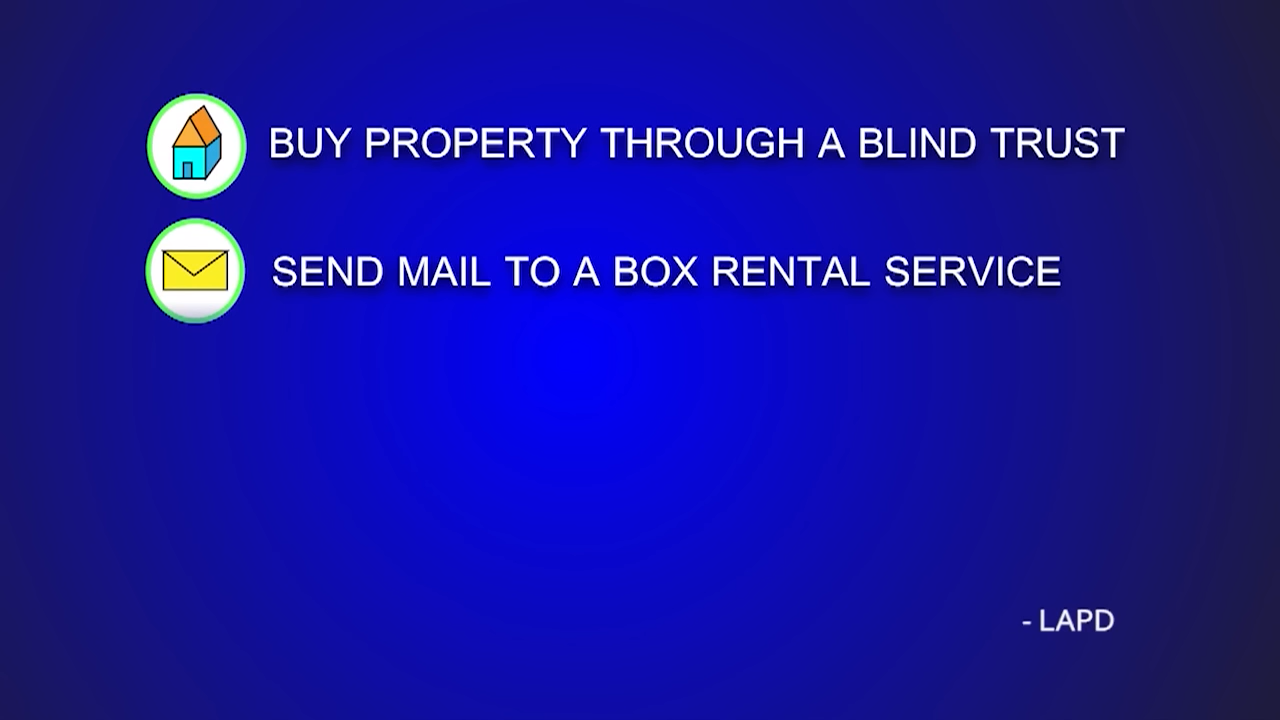 BUY PROPERTY THROUGH A BLIND TRUST
SEND MAIL TO A BOX RENTAL SERVICE
- LAPD